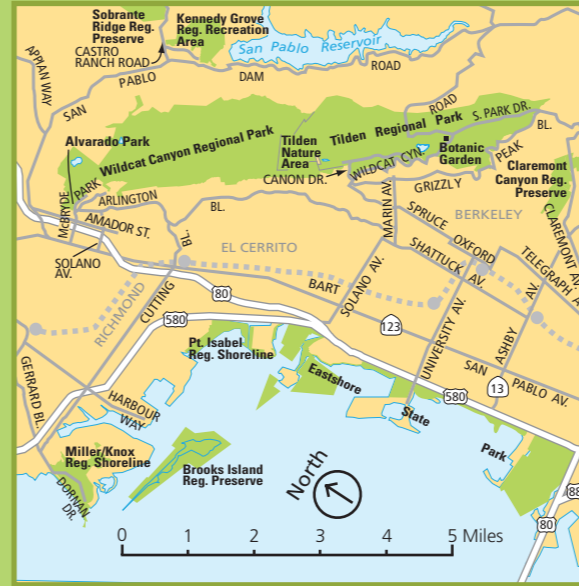 Sobrante
Ridge Reg.
Preserve
Kennedy Grove
Reg. Recreation
Area
CASTRO
RANCH ROAD
San Pablo Reservoir
APPIAN WAY
SAN
PABLO
DAM
ROAD
ROAD
S. PARK DR.
BL.
Alvarado Park
Wildcat Canyon Regional Park
Tilden
Nature
Area
Tilden Regional Park
Botanic
Garden
WILDCAT CYN.
CANON DR.
PEAK
GRIZZLY
Claremont
Canyon Reg.
Preserve
McBRYDE
PARK
ARLINGTON
BL.
AMADOR ST.
BL.
SOLANO
AV.
EL CERRITO
MARIN AV.
SPRUCE
OXFORD
BERKELEY
SHATTUCK AV.
CLAREMONT AV.
TELEGRAPH A
RICHMOND
CUTTING
80
580
BART
SOLANO AV.
123
UNIVERSITY AV.
ASHBY
AV.
SAN
PABLO AV.
13
580
Pt. Isabel
Reg. Shoreline
Eastshore
State
Park
GERRARD BL.
HARBOUR
WAY
Miller/Knox
Reg. Shoreline
DORNAN
DR.
Brooks Island
Reg. Preserve
North
80
88
0 1 2 3 4 5 Miles